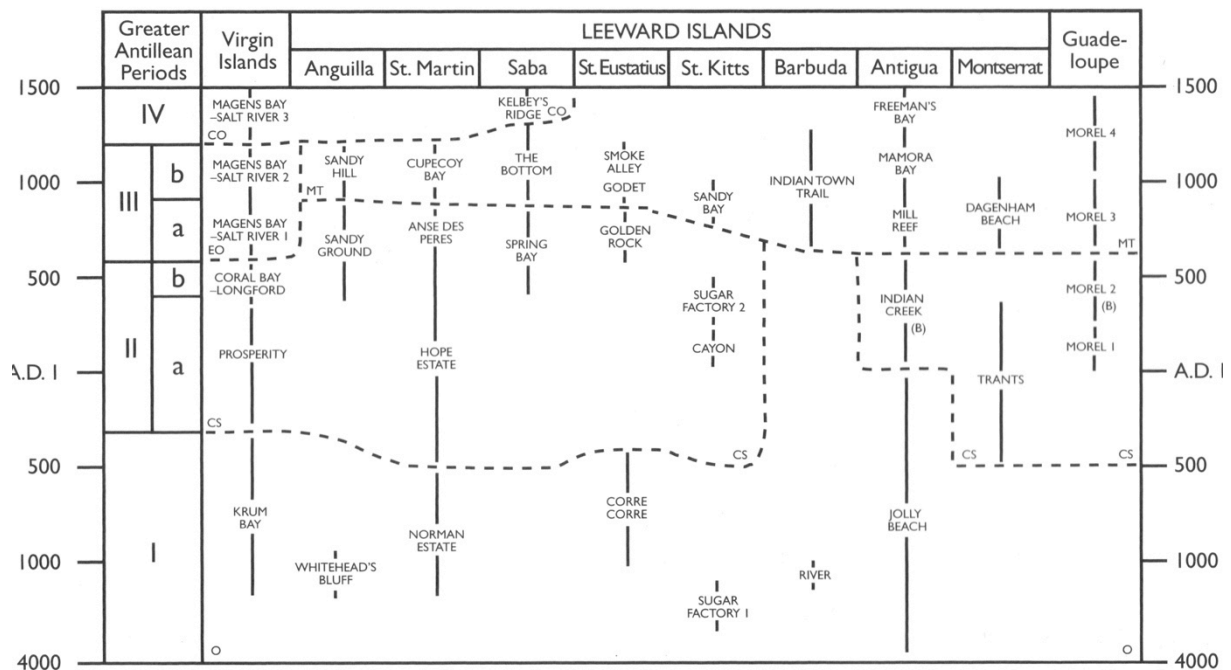 Greater
Antillean
Periods
Virgin
Islands
LEEWARD ISLANDS
Guade-
loupe
Anguilla
St. Martin
Saba
St. Eustatius
St. Kitts
Barbuda
Antigua
Montserrat
1500
1500
IV
MAGENS BAY
–SALT RIVER 3
KELBEY'S
RIDGE
CO
FREEMAN'S
BAY
MOREL 4
CO
III
b
MAGENS BAY
–SALT RIVER 2
SANDY
HILL
CUPECOY
BAY
THE
BOTTOM
SMOKE
ALLEY
MAMORA
BAY
1000
1000
MT
GODET
SANDY
BAY
INDIAN TOWN
TRAIL
DAGENHAM
BEACH
a
MAGENS BAY
–SALT RIVER 1
SANDY
GROUND
ANSE DES
PERES
SPRING
BAY
GOLDEN
ROCK
MILL
REEF
MOREL 3
EO
MT
500
500
II
b
CORAL BAY
–LONGFORD
SUGAR
FACTORY 2
INDIAN
CREEK
(B)
MOREL 2
(B)
a
PROSPERITY
HOPE
ESTATE
CAYON
MOREL 1
A.D. I
A.D. I
TRANTS
CS
CS
CS
CS
500
500
I
KRUM
BAY
NORMAN
ESTATE
CORRE
CORRE
JOLLY
BEACH
1000
1000
WHITEHEAD'S
BLUFF
RIVER
SUGAR
FACTORY 1
O
O
4000
4000